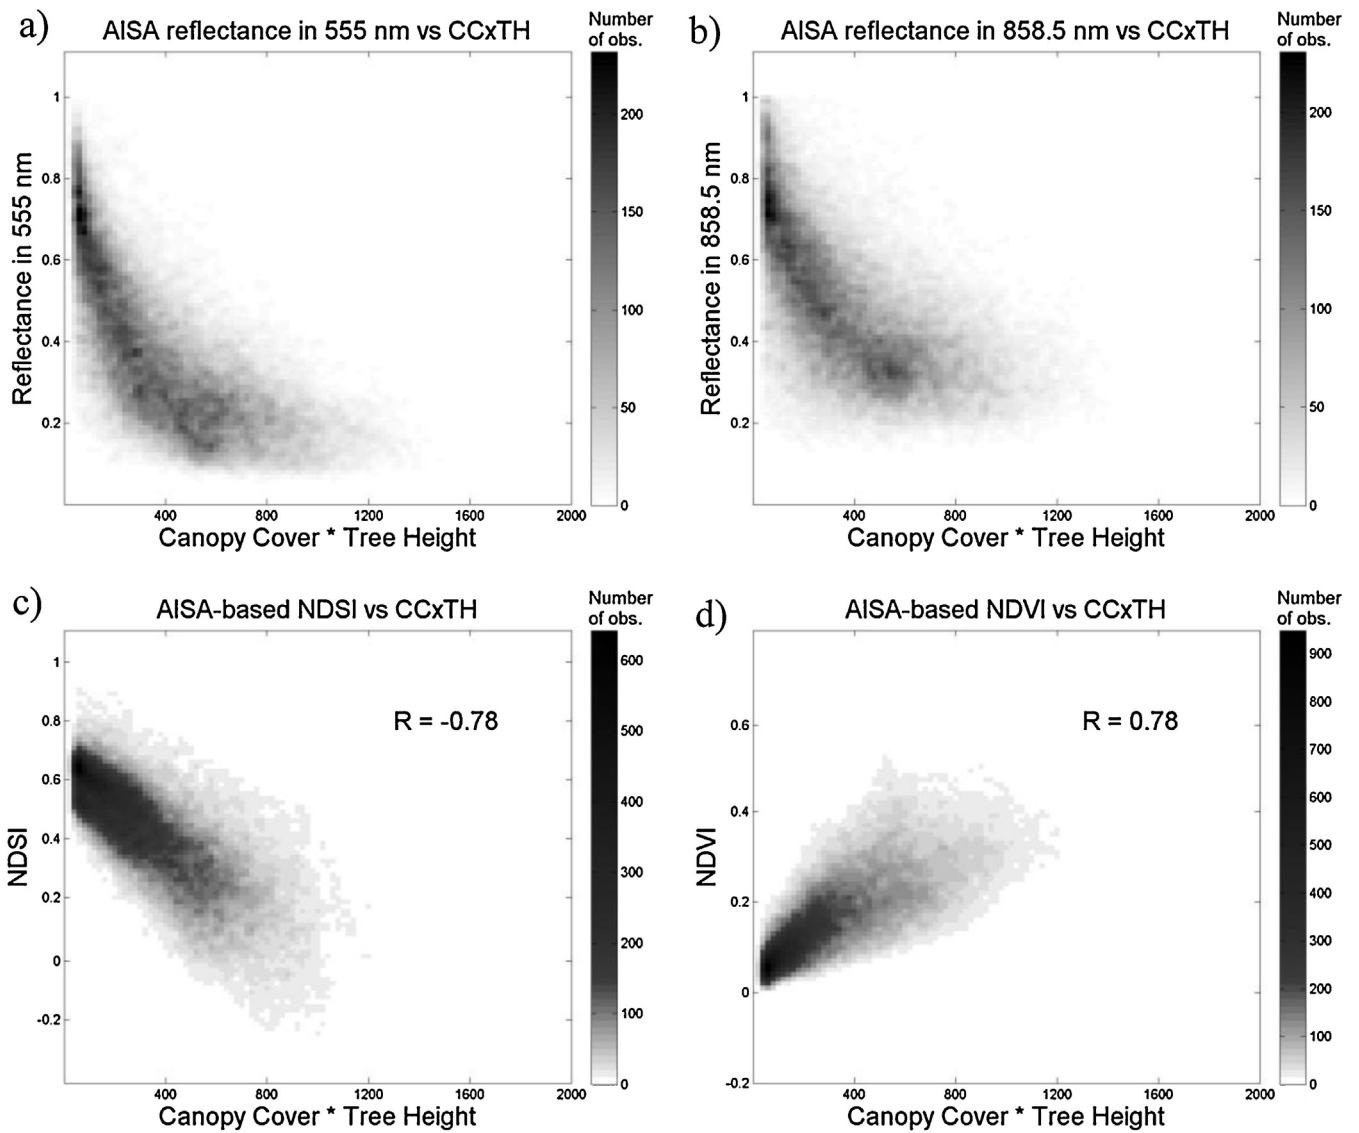 a)
AISA reflectance in 555 nm vs CCxTH
Number
of obs.
Reflectance in 555 nm
1
0.8
0.6
0.4
0.2
400
800
1200
1600
2000
Canopy Cover * Tree Height
200
150
100
50
0
b)
AISA reflectance in 858.5 nm vs CCxTH
Number
of obs.
Reflectance in 858.5 nm
1
0.8
0.6
0.4
0.2
400
800
1200
1600
2000
Canopy Cover * Tree Height
200
150
100
50
0
c)
AISA-based NDSI vs CCxTH
Number
of obs.
R = -0.78
NDSI
1
0.8
0.6
0.4
0.2
0
-0.2
400
800
1200
1600
2000
Canopy Cover * Tree Height
600
500
400
300
200
100
0
d)
AISA-based NDVI vs CCxTH
Number
of obs.
R = 0.78
NDVI
0.6
0.4
0.2
0
-0.2
400
800
1200
1600
2000
Canopy Cover * Tree Height
900
800
700
600
500
400
300
200
100
0